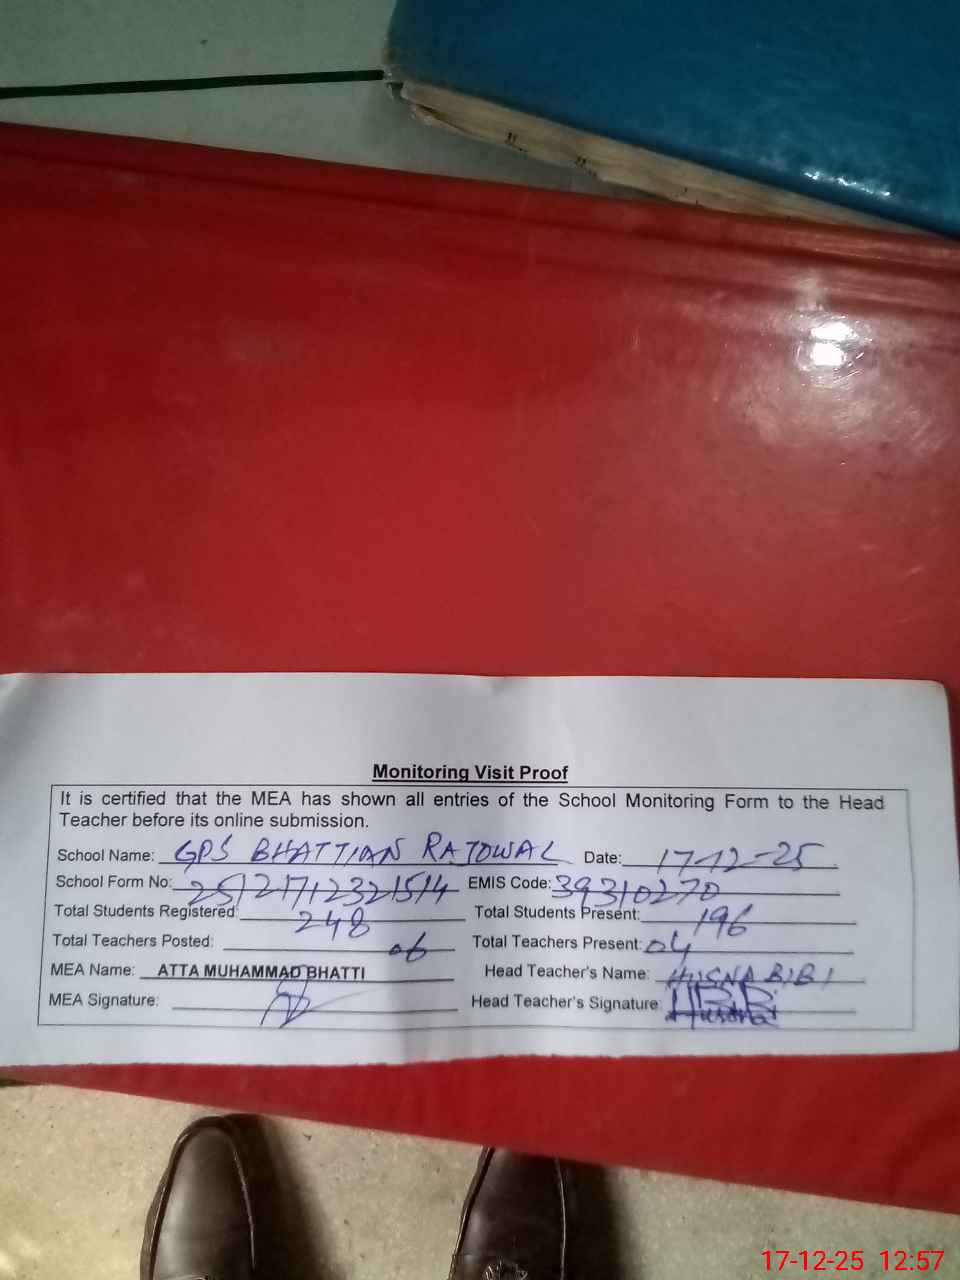 Monitoring Visit Proof
It is certified that the MEA has shown all entries of the School Monitoring Form to the Head
Teacher before its online submission.
School Name: GPS BHATTIAN RATOWAL Date: 17-12-25
School Form No: 25121712321514 EMIS Code: 39310270
Total Students Registered: 248 Total Students Present: 196
Total Teachers Posted: 06 Total Teachers Present: 04
MEA Name: ATTA MUHAMMAD BHATTI Head Teacher's Name: HUSNA BIBI
MEA Signature: Head Teacher's Signature
17-12-25 12:57